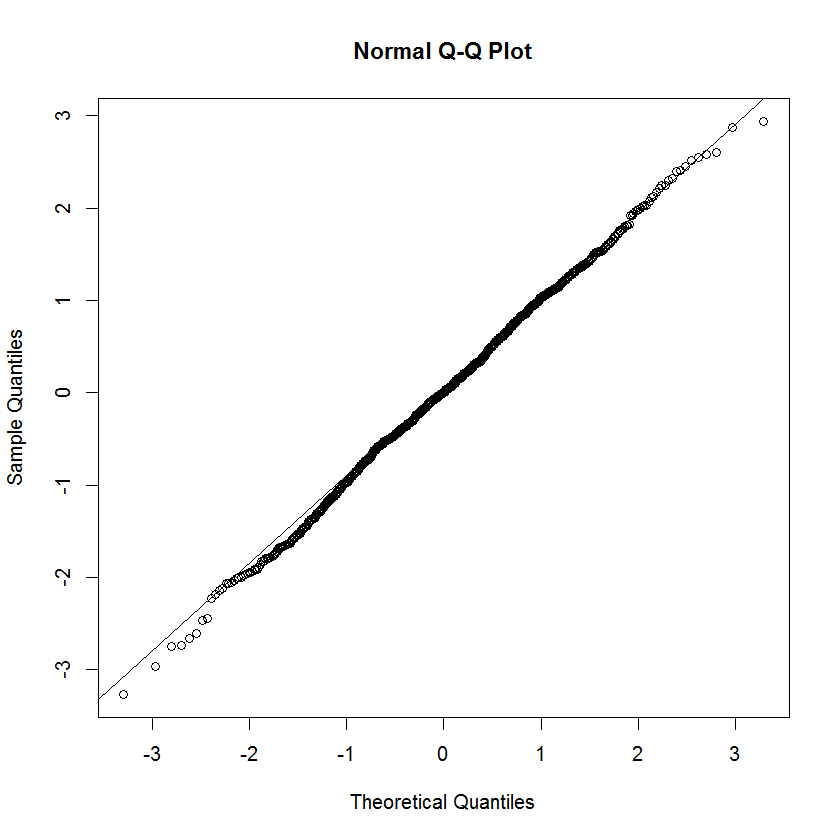 Normal Q-Q Plot
3
2
1
0
-1
-2
-3
Sample Quantiles
-3 -2 -1 0 1 2 3
Theoretical Quantiles